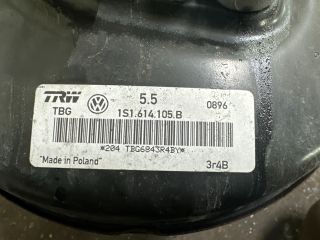 TRW 5.5 0896
TBG 1S1.614.105.B
*204 TBG6843R4BY*
"Made in Poland" 3r4B